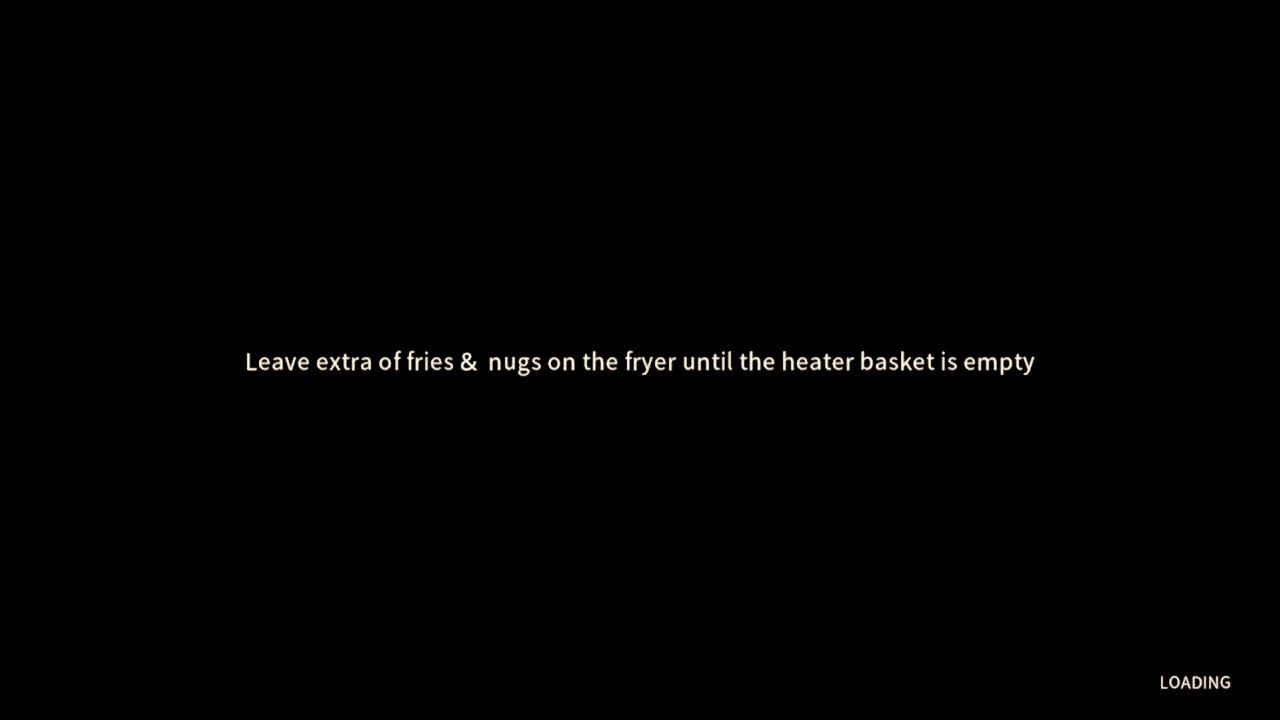 Leave extra of fries &  nugs on the fryer until the heater basket is empty
LOADING